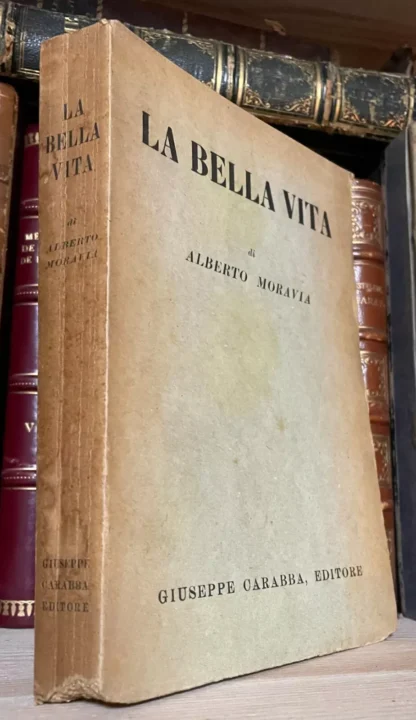 LA
BELLA
VITA
di
ALBERTO
MORAVIA
GIUSEPPE
CARABBA
EDITORE
LA BELLA VITA
di
ALBERTO MORAVIA
GIUSEPPE CARABBA, EDITORE